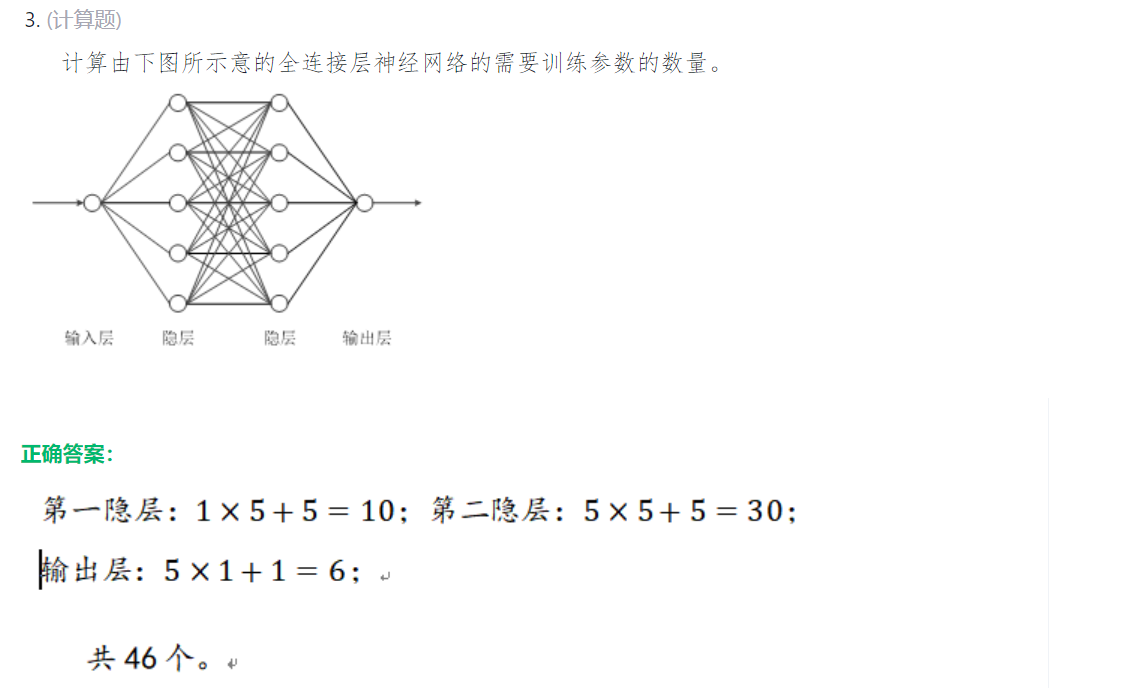 3. (计算题)
计算由下图所示意的全连接层神经网络的需要训练参数的数量。
输入层 隐层 隐层 输出层
正确答案：
第一隐层：1 × 5 + 5 = 10；第二隐层：5 × 5 + 5 = 30；
输出层：5 × 1 + 1 = 6；
共 46 个。